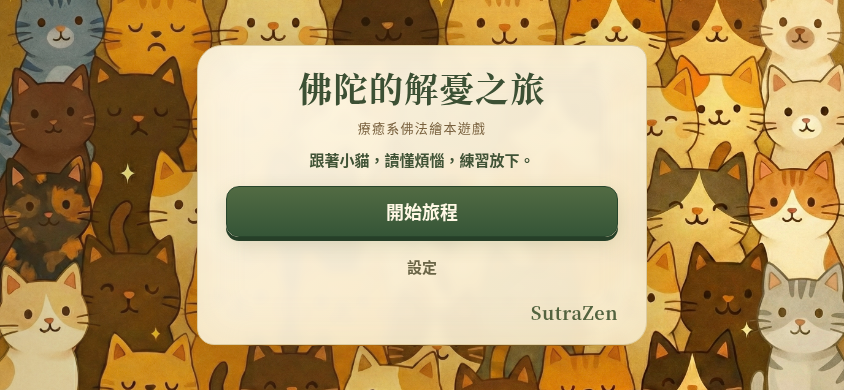 佛陀的解憂之旅
療癒系佛法繪本遊戲
跟著小貓，讀懂煩惱，練習放下。
開始旅程
設定
SutraZen